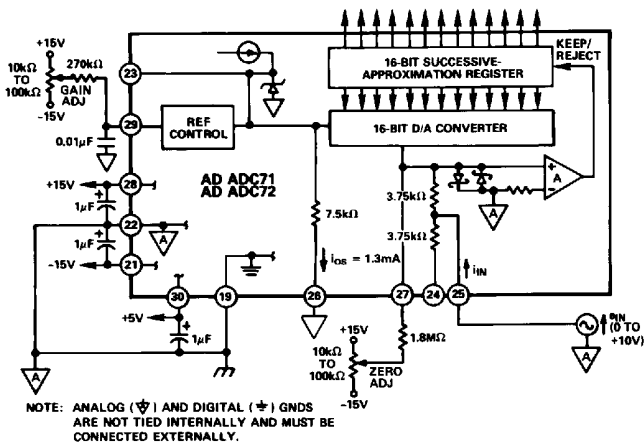 +15V
10kΩ
TO
100kΩ
-15V
270kΩ
GAIN
ADJ
0.01μF
23
29
REF
CONTROL
16-BIT SUCCESSIVE-
APPROXIMATION REGISTER
KEEP/
REJECT
16-BIT D/A CONVERTER
AD ADC71
AD ADC72
+
-
A
A
+15V
28
+
1μF
22
A
+
1μF
-15V
21
7.5kΩ
iOS = 1.3mA
3.75kΩ
3.75kΩ
iIN
30
19
26
27
24
25
+5V
+
1μF
A
+15V
10kΩ
TO
100kΩ
-15V
ZERO
ADJ
1.8MΩ
eIN
(0 TO
+10V)
A
NOTE: ANALOG (A) AND DIGITAL (⏚) GNDS
ARE NOT TIED INTERNALLY AND MUST BE
CONNECTED EXTERNALLY.